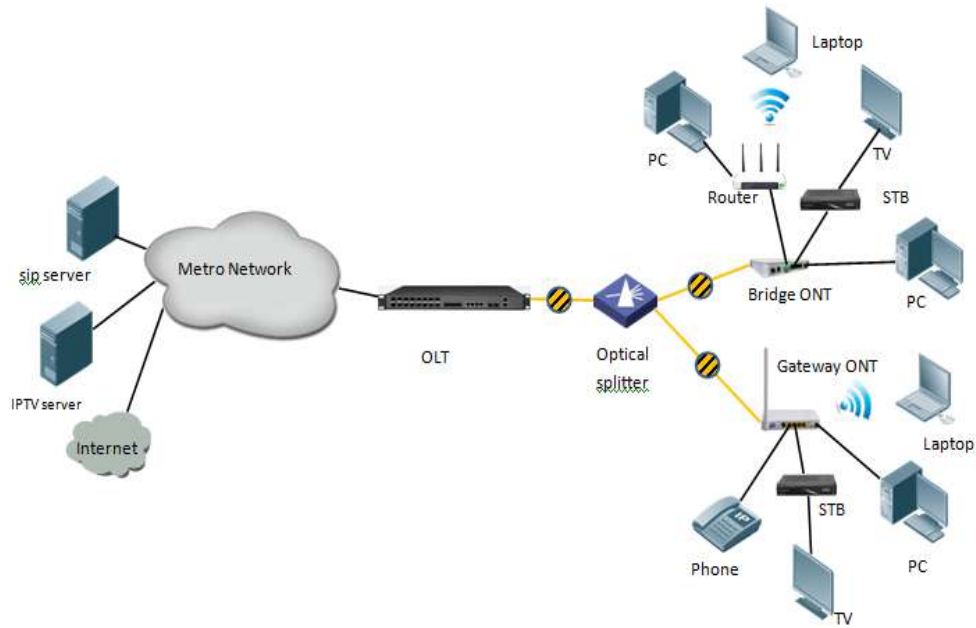 Laptop
PC
TV
Router
STB
sip server
Metro Network
Bridge ONT
PC
OLT
Optical
splitter
Gateway ONT
IPTV server
Internet
Laptop
STB
IP
Phone
PC
TV